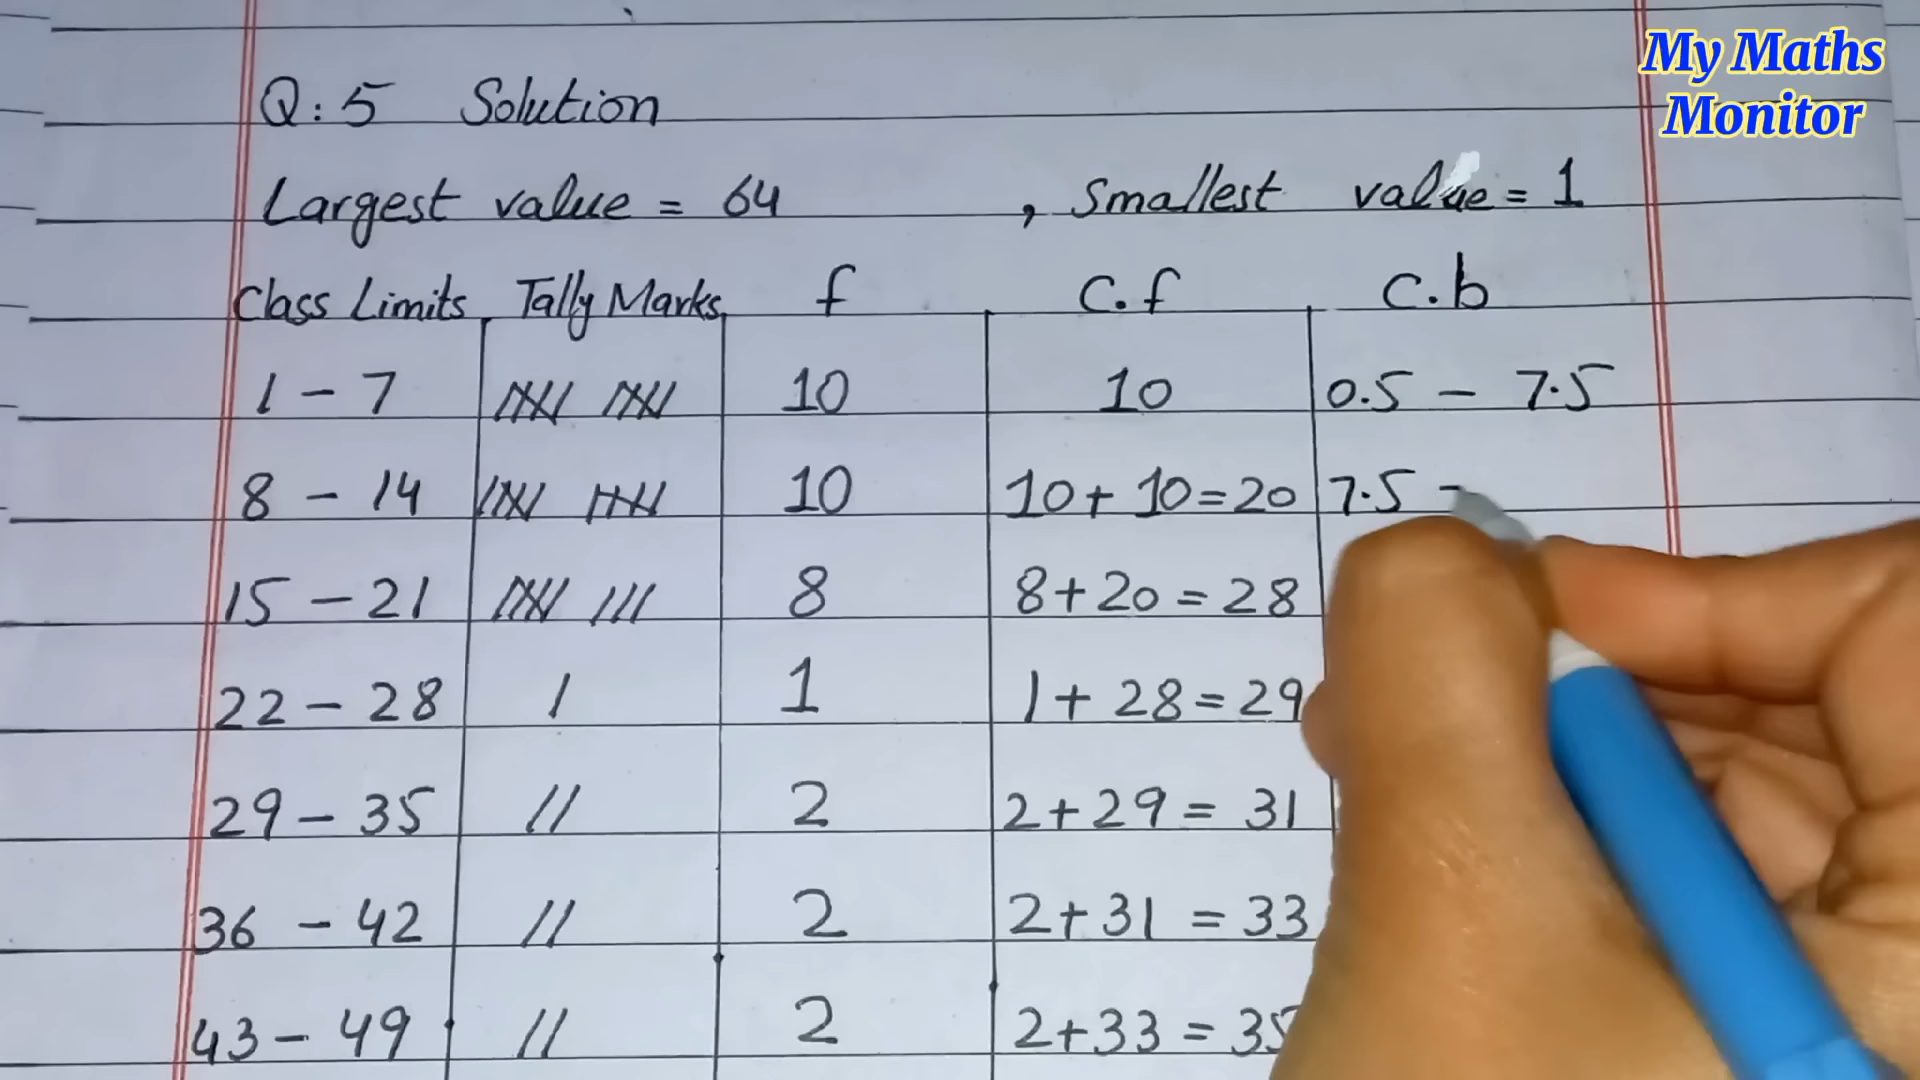 My Maths
Monitor
Q: 5 Solution
Largest value = 64 , Smallest value = 1
Class Limits Tally Marks f C.f C.b
1 - 7 10 10 0.5 - 7.5
8 - 14 10 10 + 10 = 20 7.5 -
15 - 21 8 8 + 20 = 28
22 - 28 1 1 + 28 = 29
29 - 35 2 2 + 29 = 31
36 - 42 2 2 + 31 = 33
43 - 49 2 2 + 33 = 35